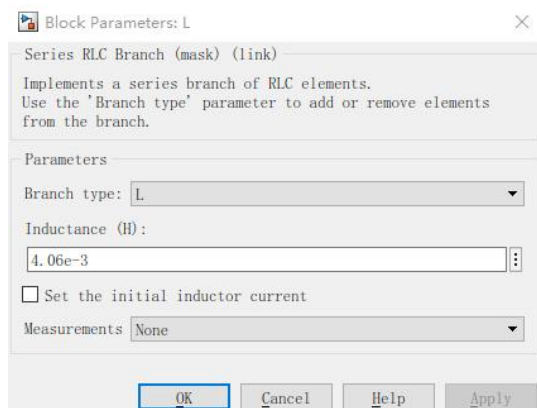 Block Parameters: L
Series RLC Branch (mask) (link)
Implements a series branch of RLC elements.
Use the 'Branch type' parameter to add or remove elements
from the branch.
Parameters
Branch type: L
Inductance (H):
4.06e-3
Set the initial inductor current
Measurements None
OK Cancel Help Apply